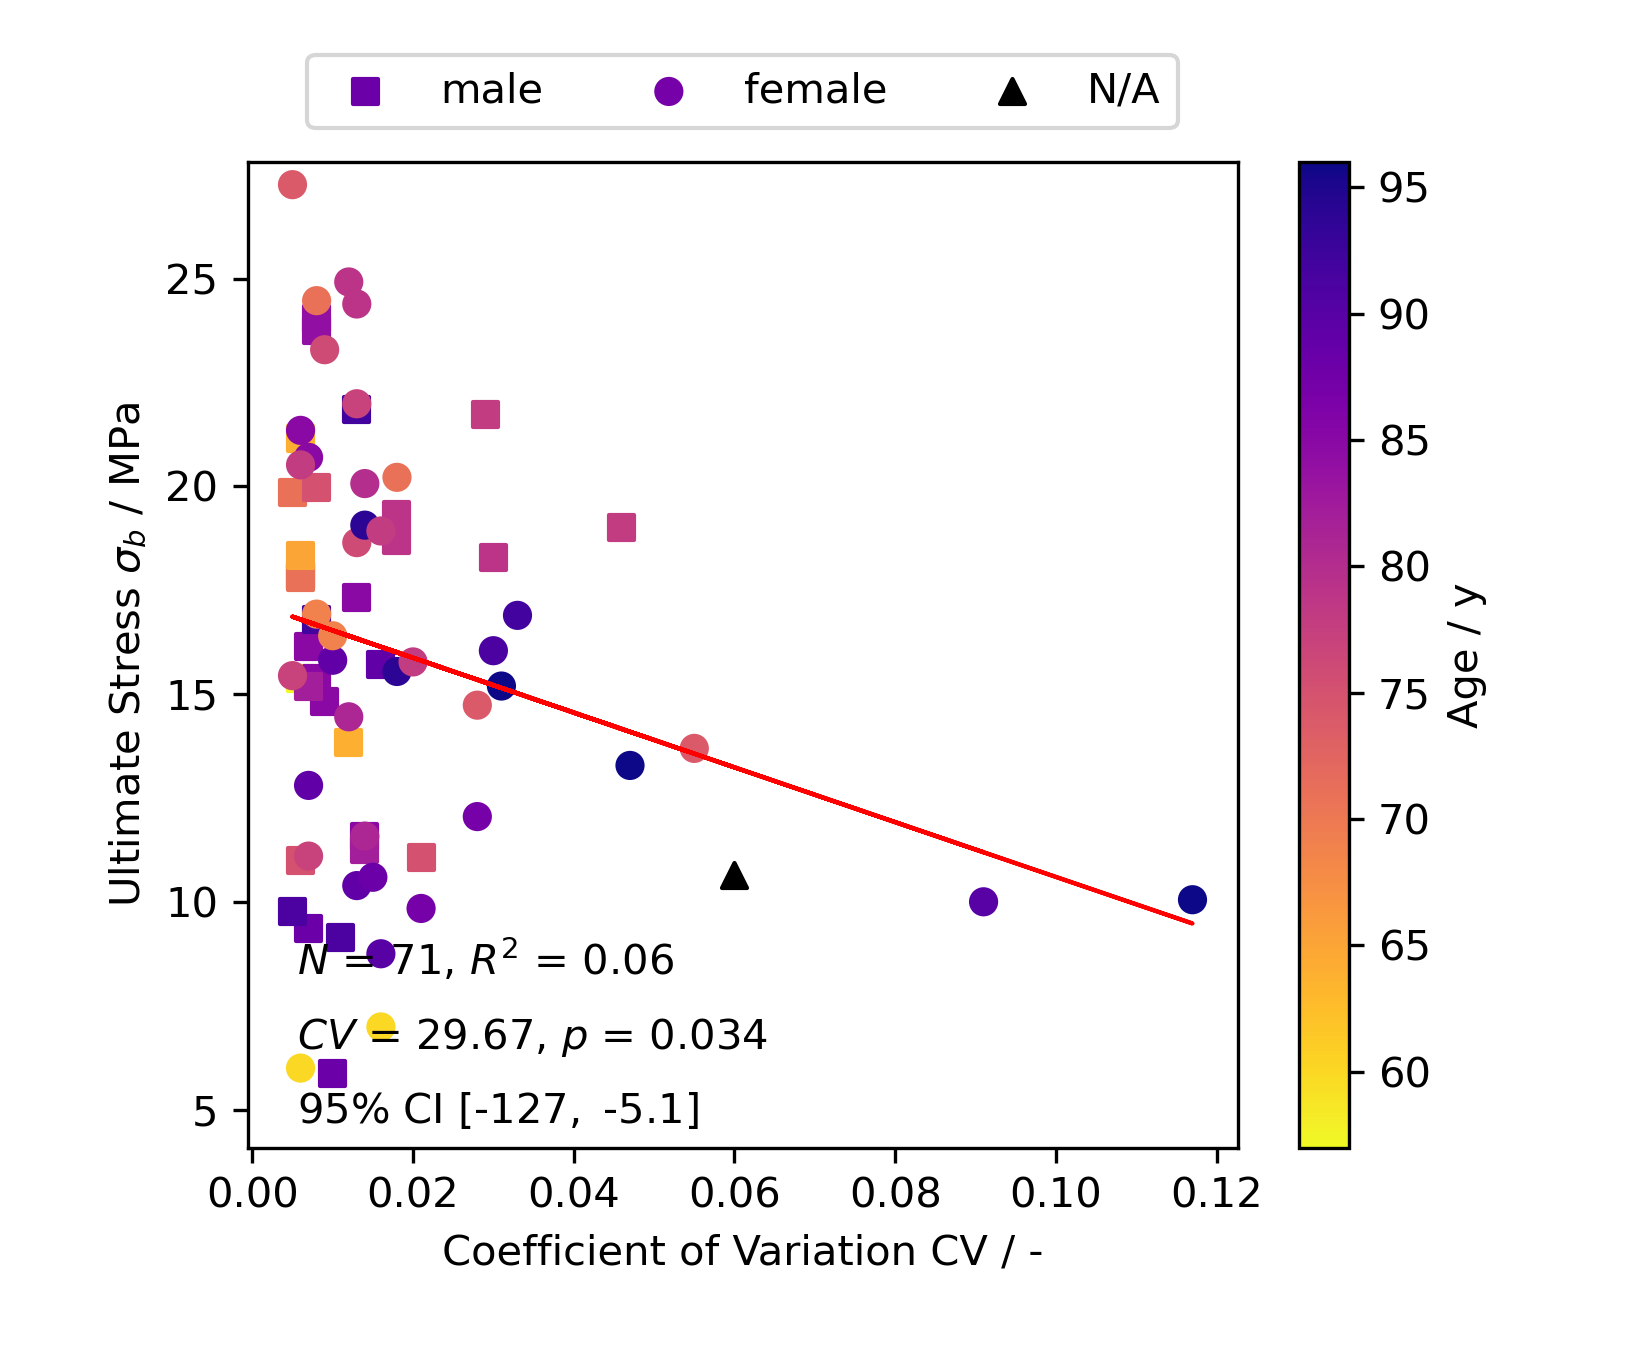 male female N/A
25
20
15
10
5
Ultimate Stress σb / MPa
N = 71, R² = 0.06
CV = 29.67, p = 0.034
95% CI [-127, -5.1]
0.00 0.02 0.04 0.06 0.08 0.10 0.12
Coefficient of Variation CV / -
95
90
85
80
75
70
65
60
Age / y